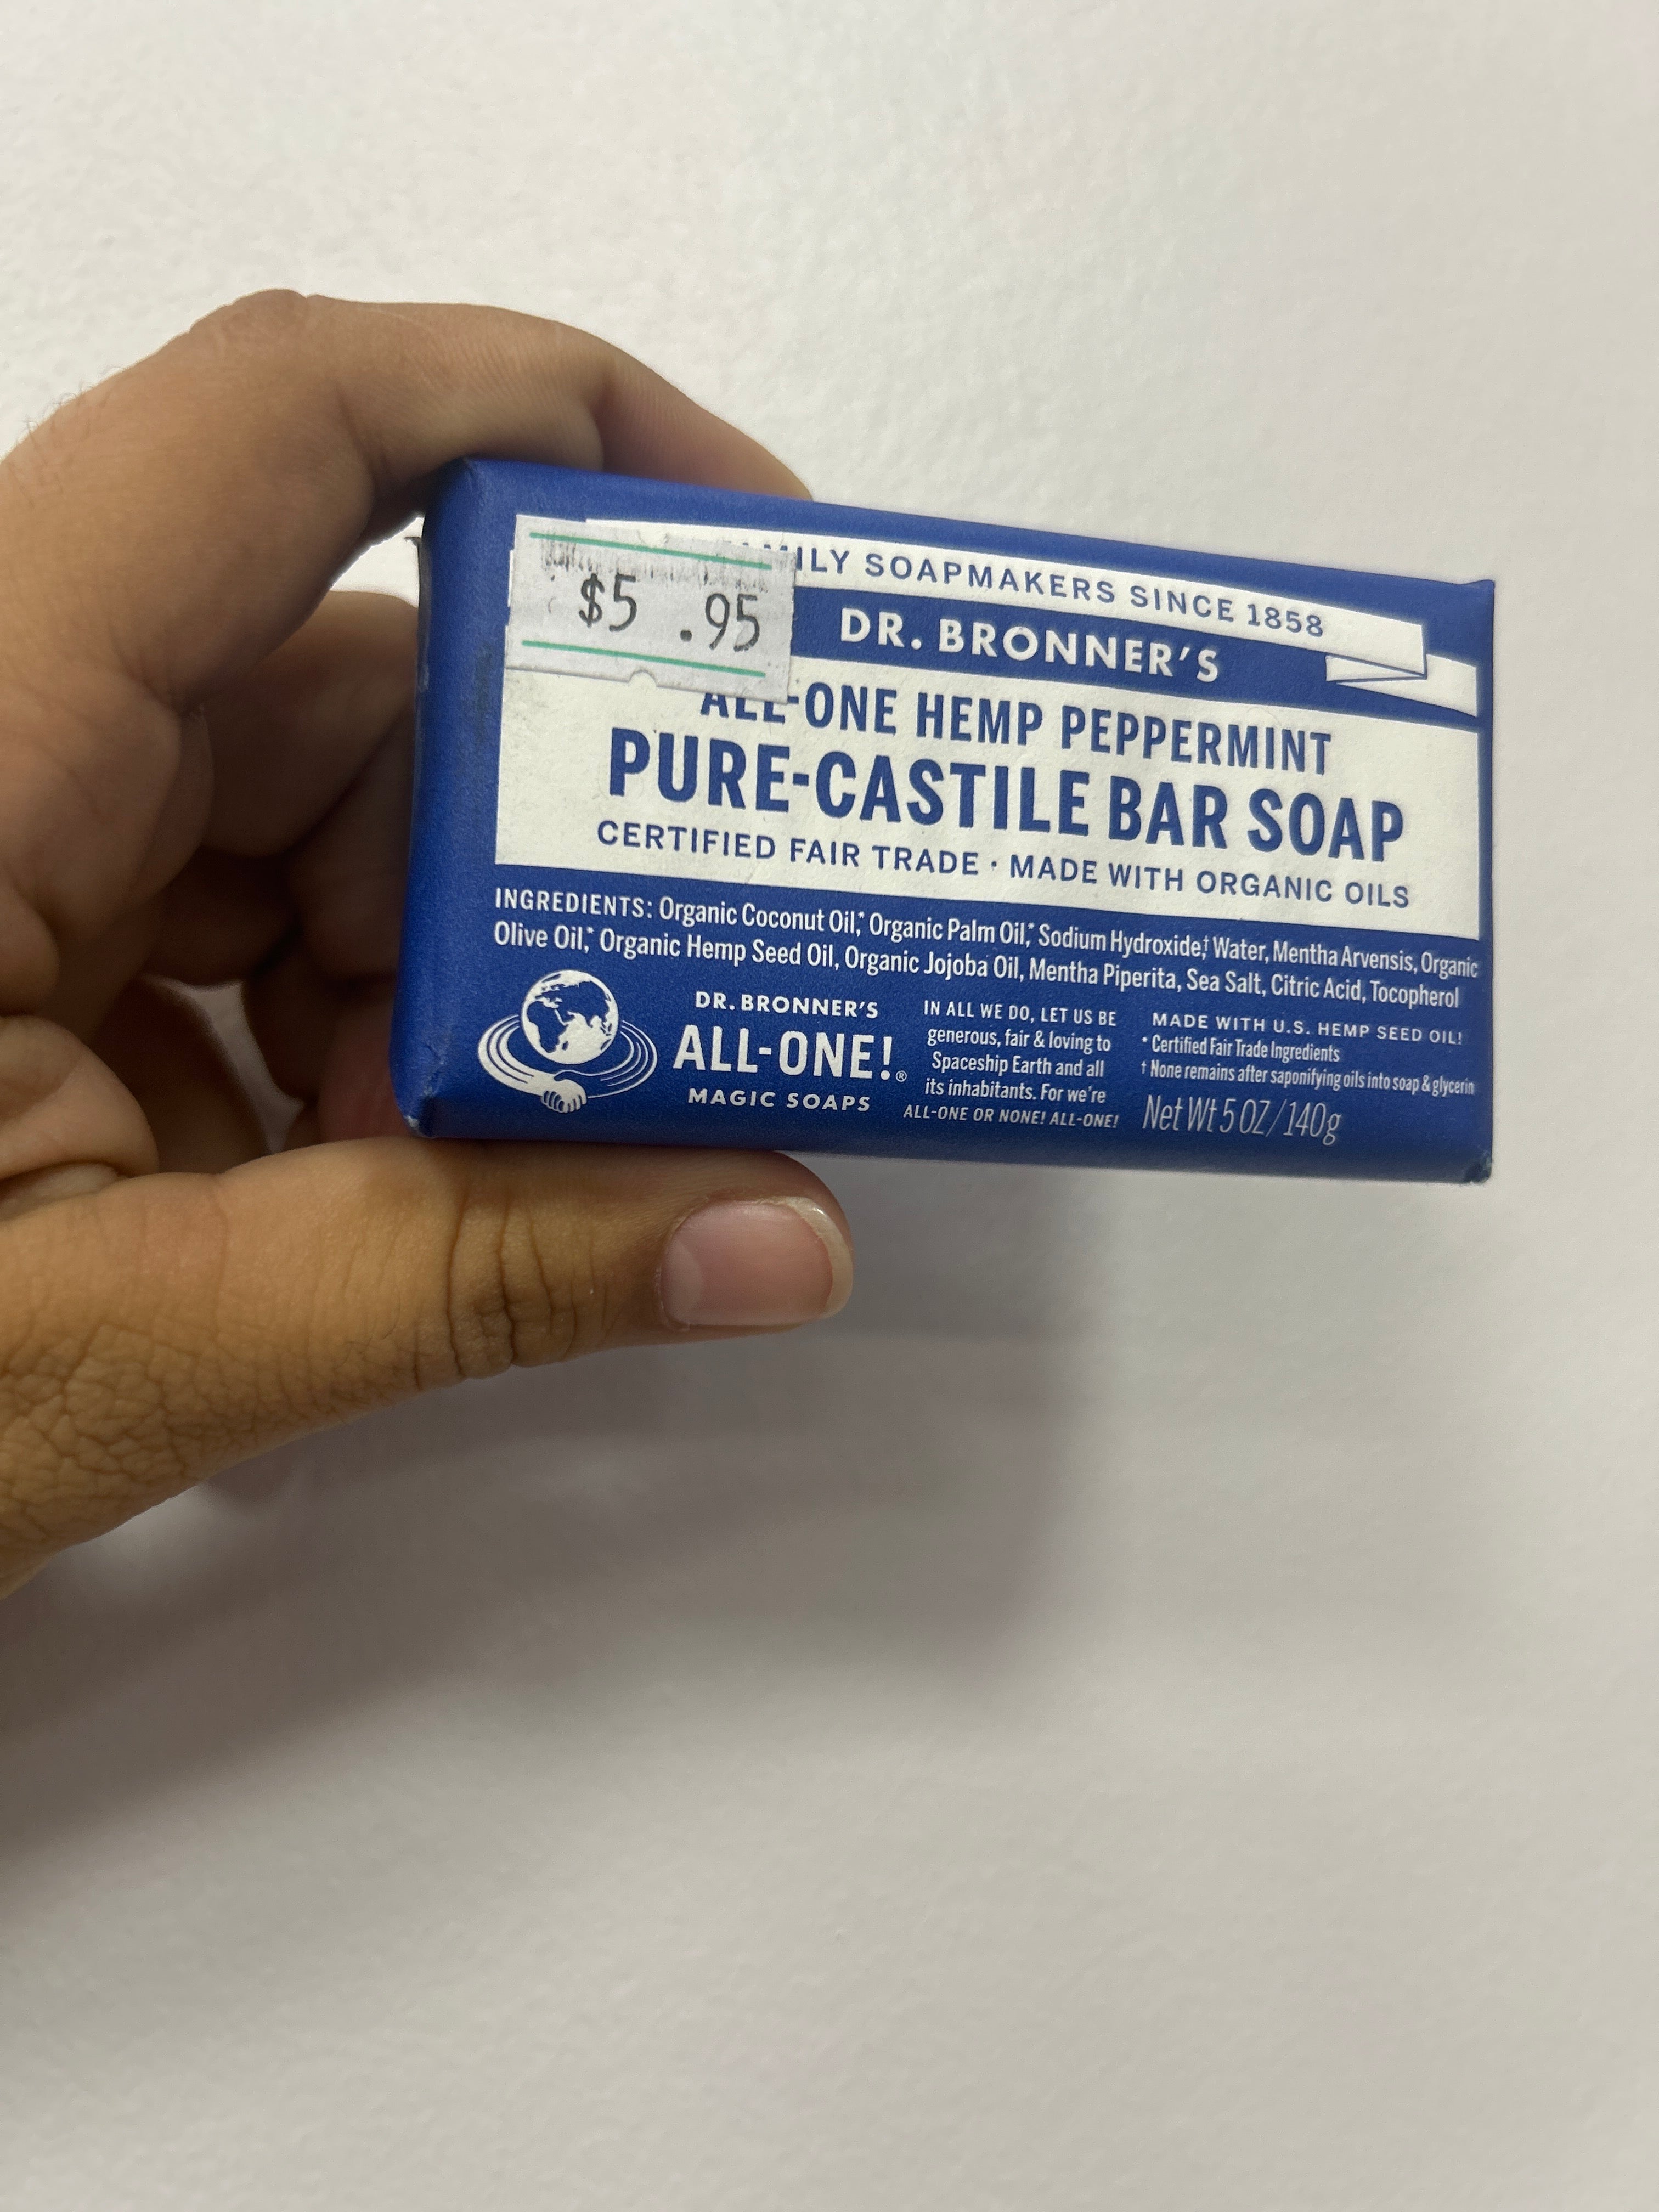 $5 .95
SOAPMAKERS SINCE 1858
DR. BRONNER'S
ALL-ONE HEMP PEPPERMINT
PURE-CASTILE BAR SOAP
CERTIFIED FAIR TRADE · MADE WITH ORGANIC OILS
INGREDIENTS: Organic Coconut Oil,* Organic Palm Oil,* Sodium Hydroxide,† Water, Mentha Arvensis, Organic
Olive Oil,* Organic Hemp Seed Oil, Organic Jojoba Oil, Mentha Piperita, Sea Salt, Citric Acid, Tocopherol
DR. BRONNER'S
ALL-ONE!®
MAGIC SOAPS
IN ALL WE DO, LET US BE
generous, fair & loving to
Spaceship Earth and all
its inhabitants. For we're
ALL-ONE OR NONE! ALL-ONE!
MADE WITH U.S. HEMP SEED OIL!
* Certified Fair Trade Ingredients
† None remains after saponifying oils into soap & glycerin
Net Wt 5 OZ/140g